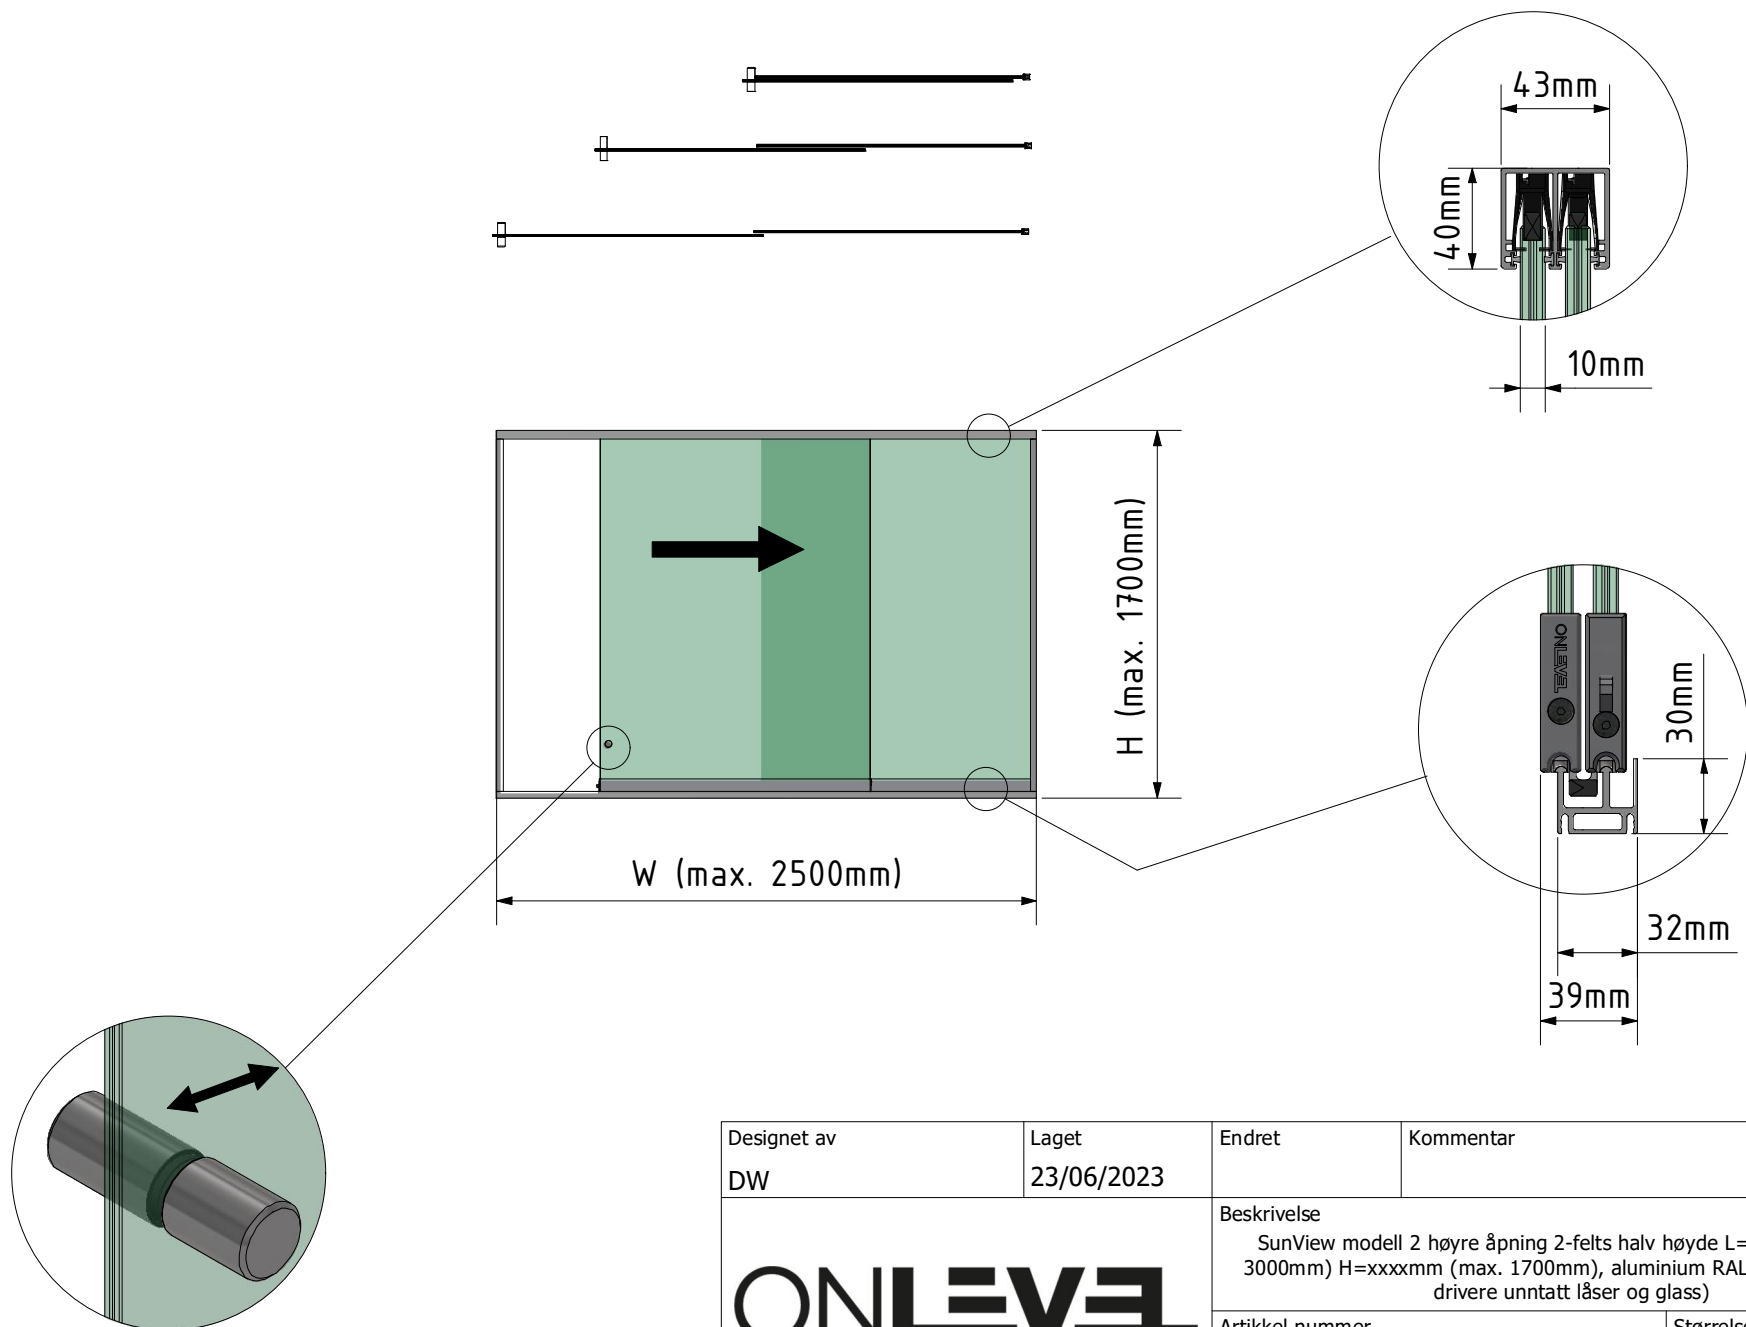 43mm
40mm
10mm
H (max. 1700mm)
W (max. 2500mm)
ONLEVEL
30mm
32mm
39mm
Designet av
DW
Laget
23/06/2023
Endret
Kommentar
Beskrivelse
SunView modell 2 høyre åpning 2-felts halv høyde L=
3000mm) H=xxxxmm (max. 1700mm), aluminium RAL
drivere unntatt låser og glass)
ONLEVEL
Artikkel nummer